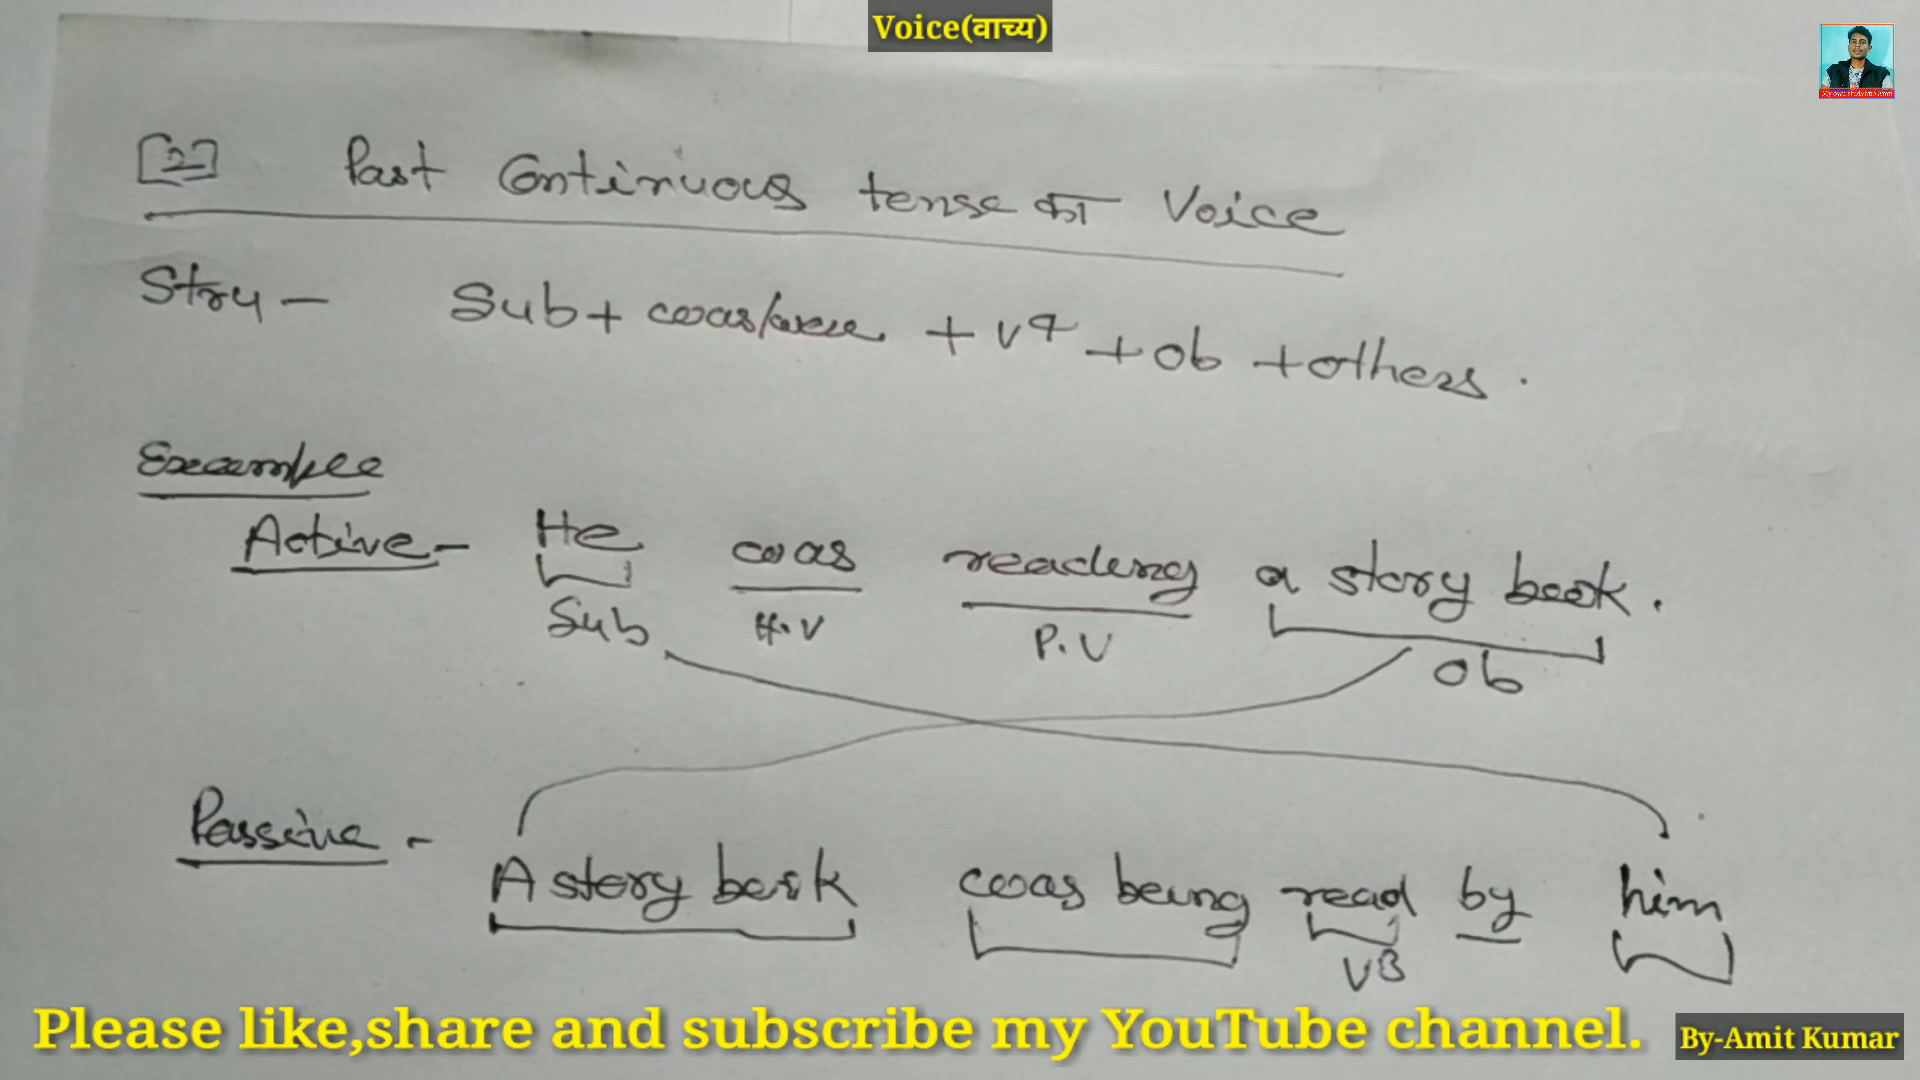 Voice(वाच्य)
[2] Past Continuous tense का Voice
Stru - Sub + was/were + v4 + ob + others.
Example
Active - He was reading a story book.
Sub H.V P.V ob
Passive - A story book was being read by him
V3
Please like,share and subscribe my YouTube channel.
By-Amit Kumar